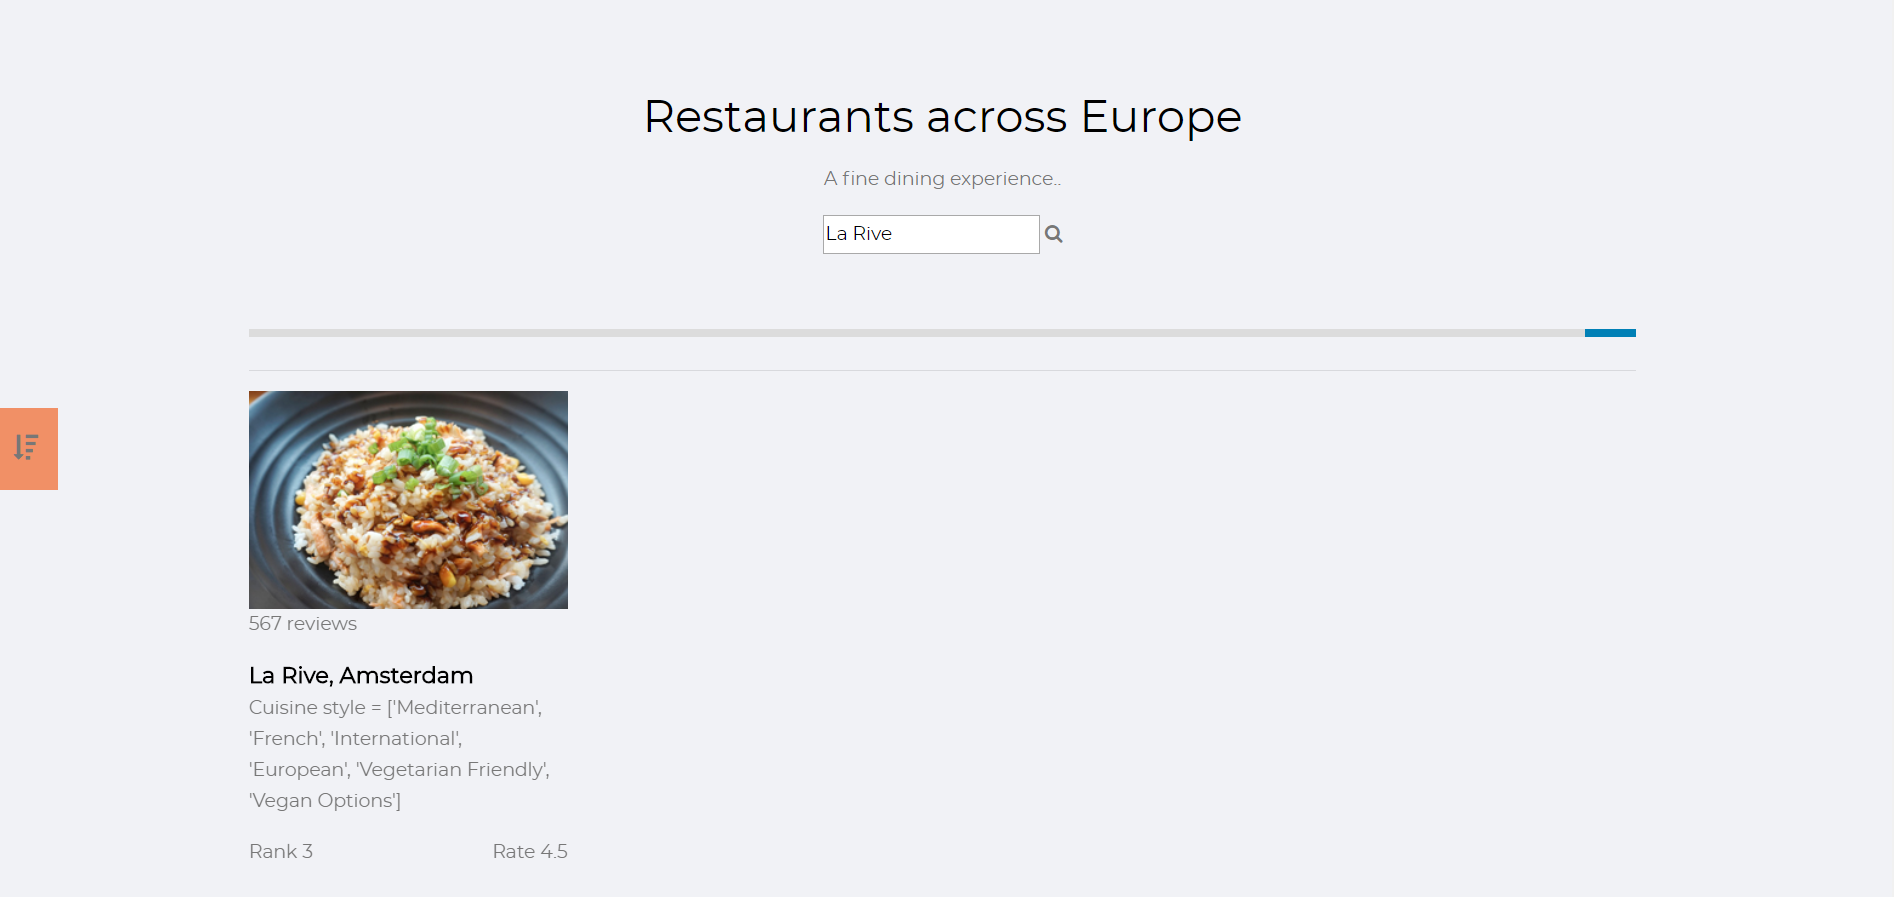 Restaurants across Europe
A fine dining experience..
La Rive
567 reviews
La Rive, Amsterdam
Cuisine style = ['Mediterranean',
'French', 'International',
'European', 'Vegetarian Friendly',
'Vegan Options']
Rank 3 Rate 4.5